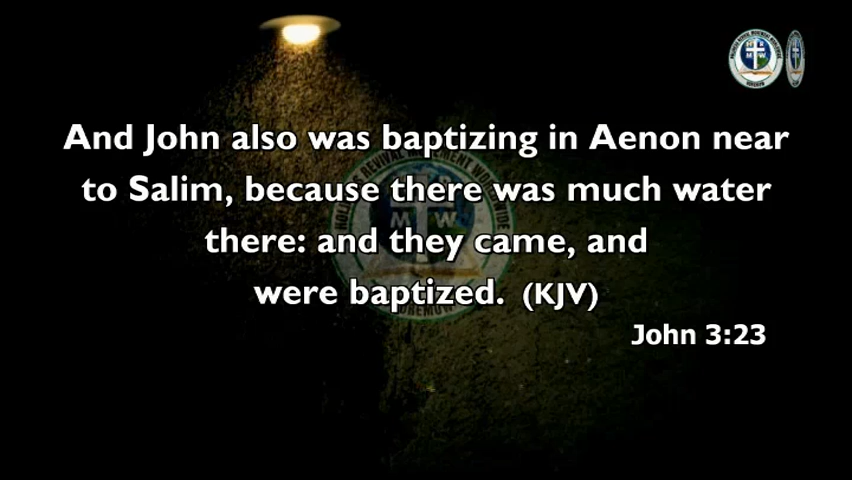 And John also was baptizing in Aenon near
to Salim, because there was much water
there: and they came, and
were baptized. (KJV)
John 3:23